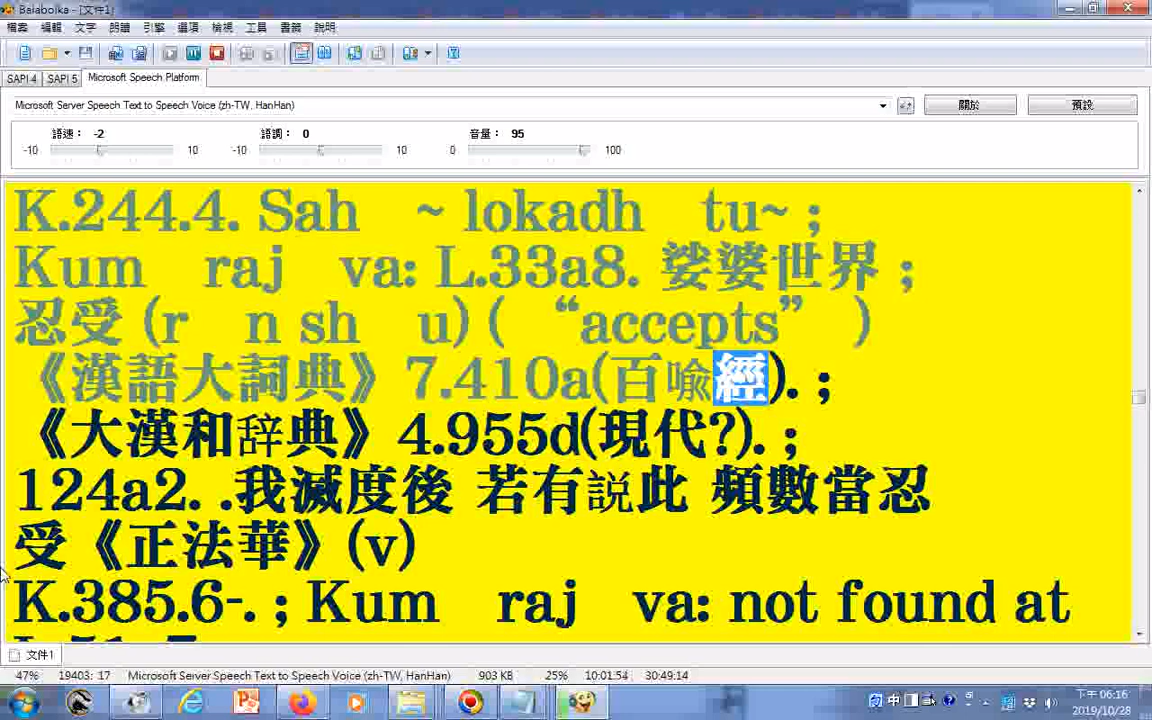 Balabolka - [文件1]
檔案 編輯 文字 朗讀 引擎 選項 檢視 工具 書籤 說明
SAPI 4 SAPI 5 Microsoft Speech Platform
Microsoft Server Speech Text to Speech Voice (zh-TW, HanHan) 關於 預設
語速： -2 語調： 0 音量： 95
-10 10 -10 10 0 100
K.244.4. Sah ~ lokadh tu~ ;
Kum raj va: L.33a8. 娑婆世界 ;
忍受 (r n sh u) ( “accepts” )
《漢語大詞典》 7.410a(百喩經). ;
《大漢和辞典》 4.955d(現代?). ;
124a2. .我滅度後 若有説此 頻數當忍
受《正法華》(v)
K.385.6-. ; Kum raj va: not found at
文件1
47% 19403: 17 Microsoft Server Speech Text to Speech Voice (zh-TW, HanHan) 903 KB 25% 10:01:54 30:49:14
中 下午 06:16
2019/10/28